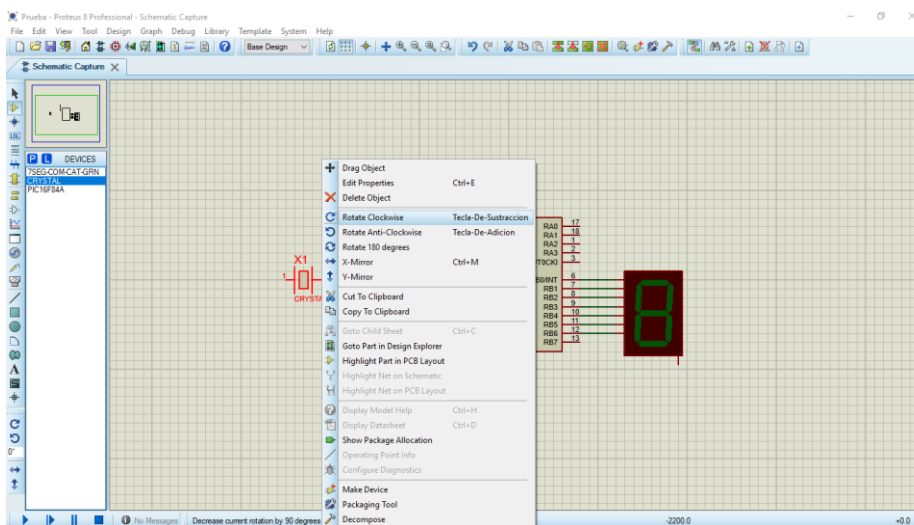 Prueba - Proteus 8 Professional - Schematic Capture
File Edit View Tool Design Graph Debug Library Template System Help
Base Design
Schematic Capture
P L DEVICES
7SEG-COM-CAT-GRN
CRYSTAL
PIC16F84A
Drag Object
Edit Properties Ctrl+E
Delete Object
Rotate Clockwise Tecla-De-Sustraccion
Rotate Anti-Clockwise Tecla-De-Adicion
Rotate 180 degrees
X-Mirror Ctrl+M
Y-Mirror
Cut To Clipboard
Copy To Clipboard
Goto Child Sheet Ctrl+C
Goto Part in Design Explorer
Highlight Part in PCB Layout
Highlight Net on Schematic
Highlight Net on PCB Layout
Display Model Help Ctrl+H
Display Datasheet Ctrl+D
Show Package Allocation
Operating Point Info
Configure Diagnostics
Make Device
Packaging Tool
Decompose
X1
1
CRYSTA
RA0 17
RA1 18
RA2 1
RA3 2
/T0CKI 3
B0/INT 6
RB1 7
RB2 8
RB3 9
RB4 10
RB5 11
RB6 12
RB7 13
LBL
A
0°
No Messages Decrease current rotation by 90 degrees -2200.0 +0.0